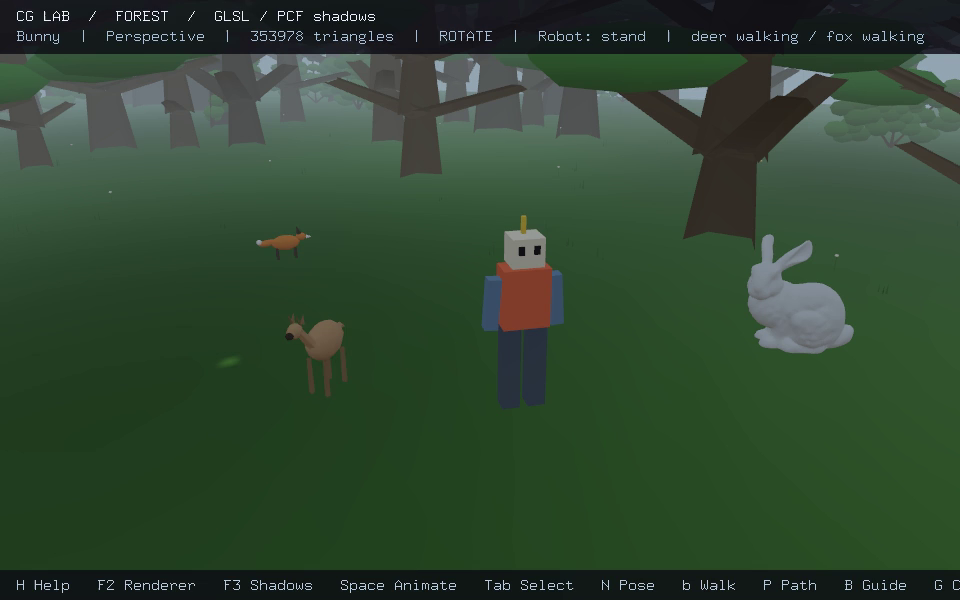 CG LAB / FOREST / GLSL / PCF shadows
Bunny | Perspective | 353978 triangles | ROTATE | Robot: stand | deer walking / fox walking
H Help F2 Renderer F3 Shadows Space Animate Tab Select N Pose b Walk P Path B Guide G